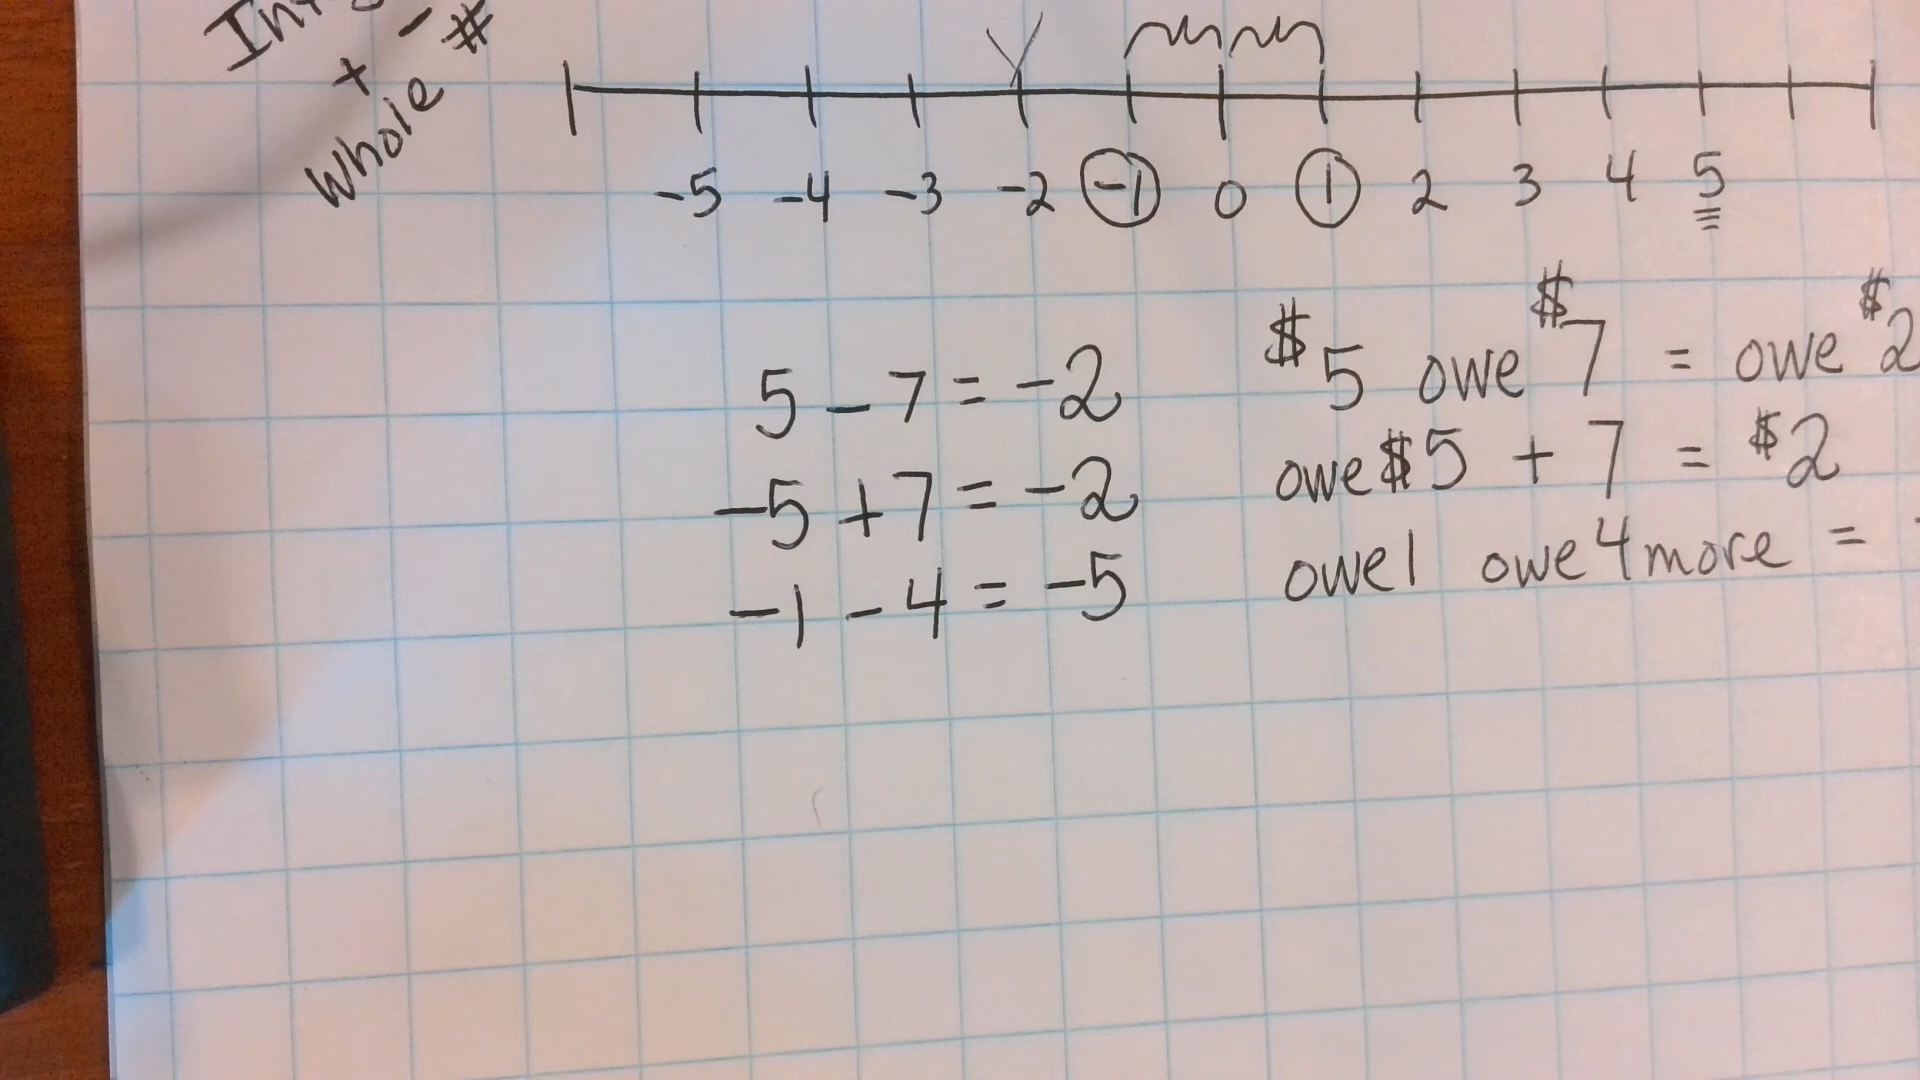 + -
Whole #
-5 -4 -3 -2 -1 0 1 2 3 4 5
5 - 7 = -2
-5 + 7 = -2
-1 - 4 = -5
$5 owe $7 = owe $2
owe $5 + 7 = $2
owe 1 owe 4 more =